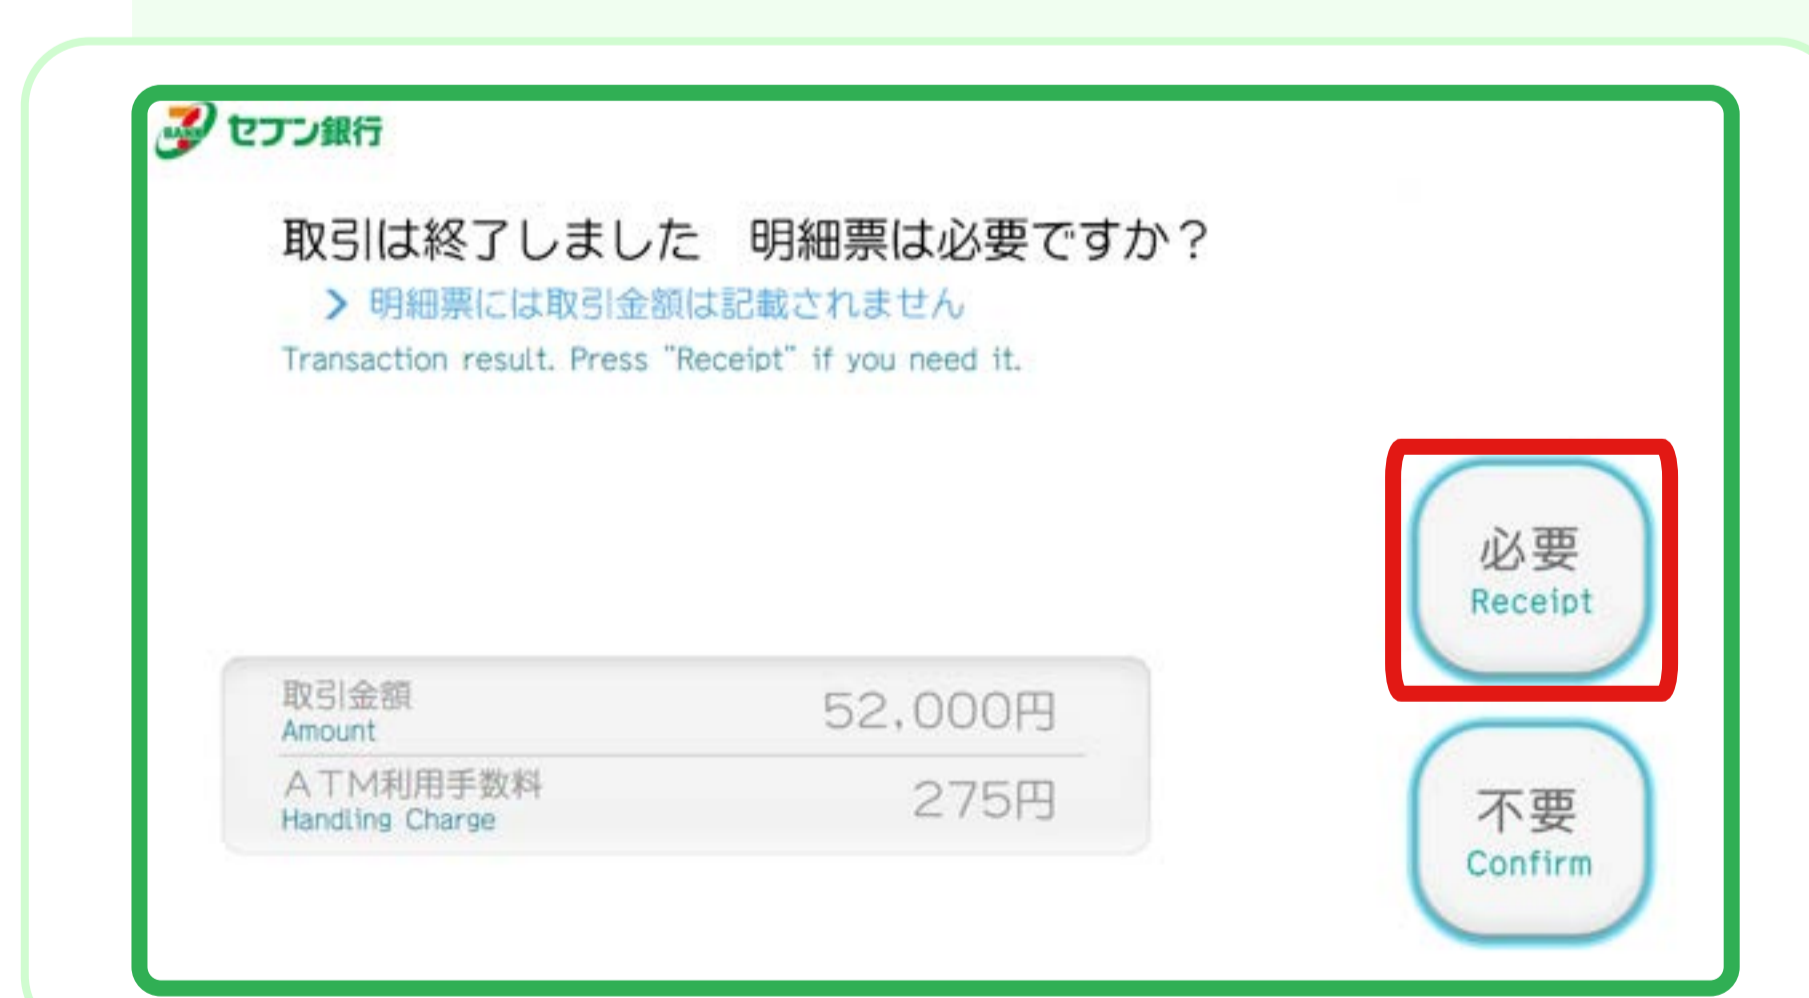 BANK セブン銀行
取引は終了しました　明細票は必要ですか？
> 明細票には取引金額は記載されません
Transaction result. Press "Receipt" if you need it.
必要
Receipt
取引金額 52,000円
Amount
ＡＴＭ利用手数料 275円
Handling Charge
不要
Confirm